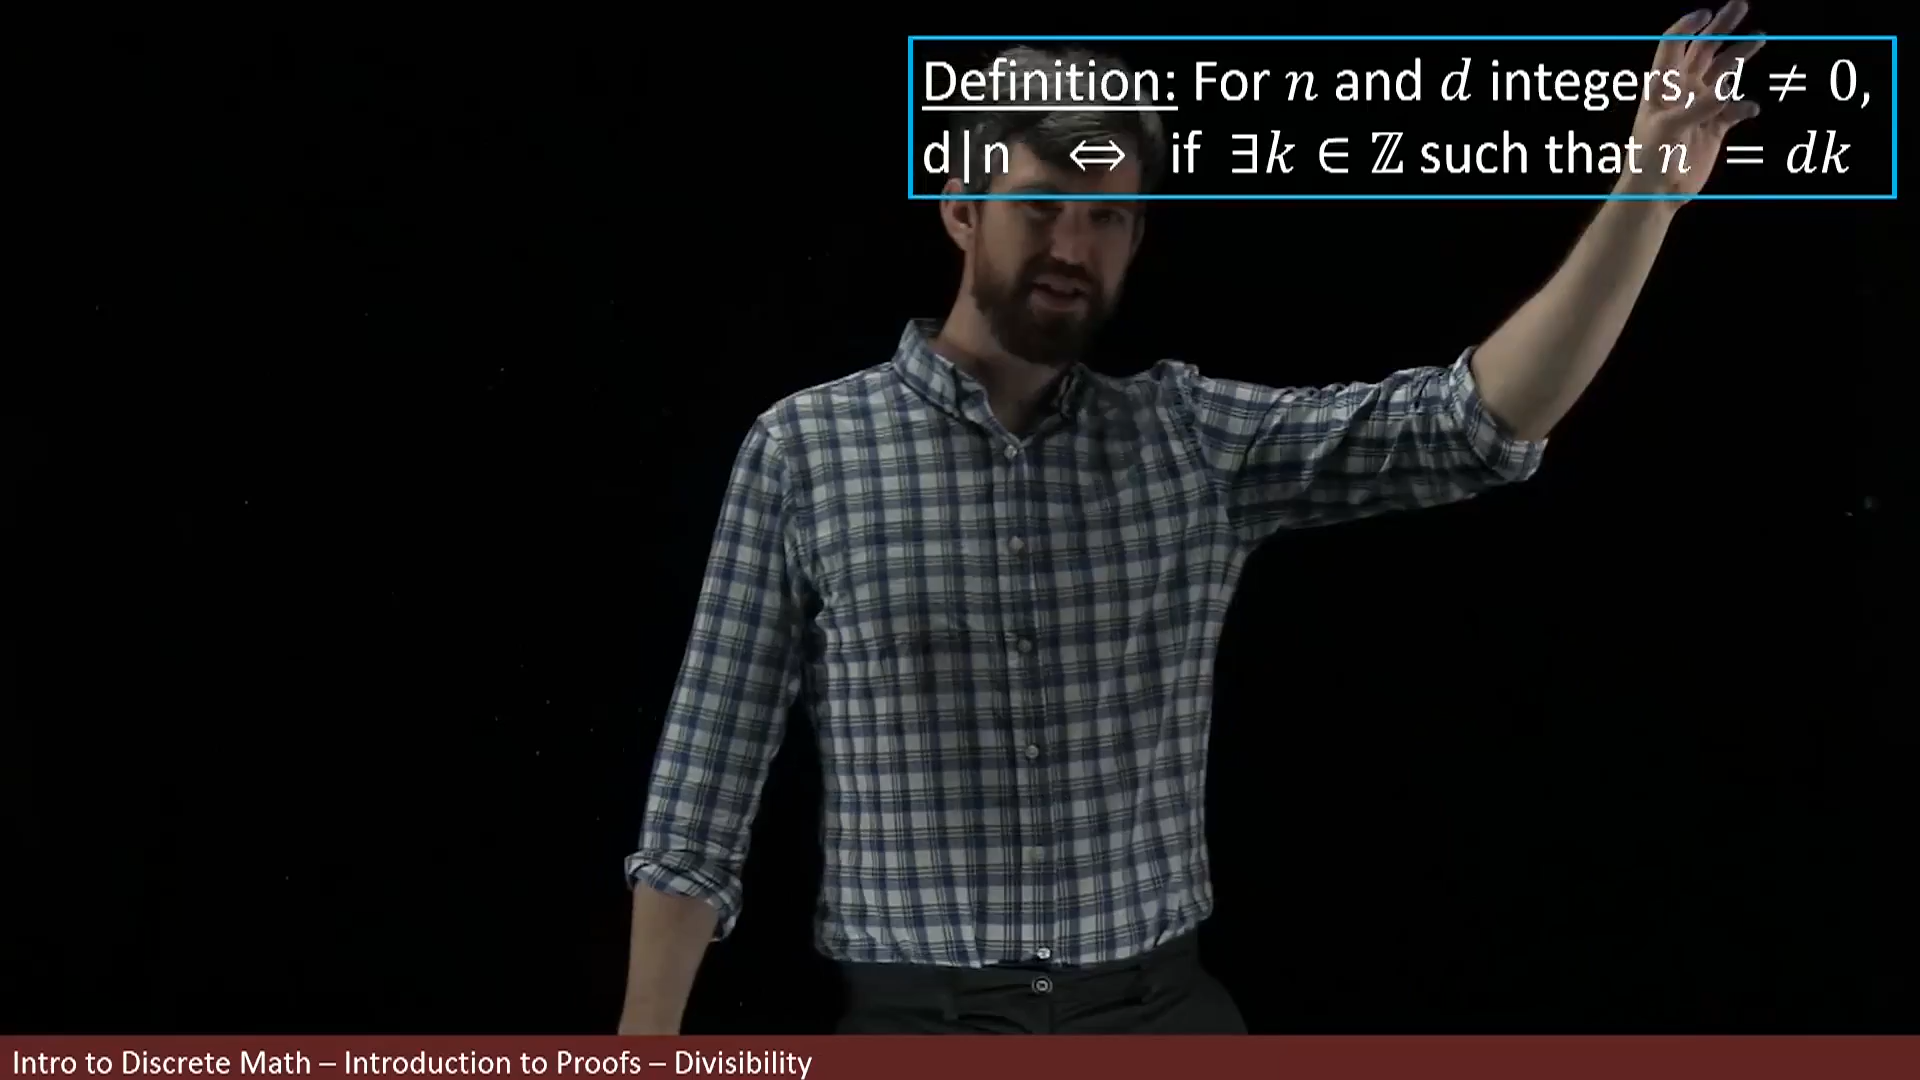 Definition: For n and d integers, d ≠ 0,
d|n ⇔ if ∃k ∈ ℤ such that n = dk
Intro to Discrete Math – Introduction to Proofs – Divisibility